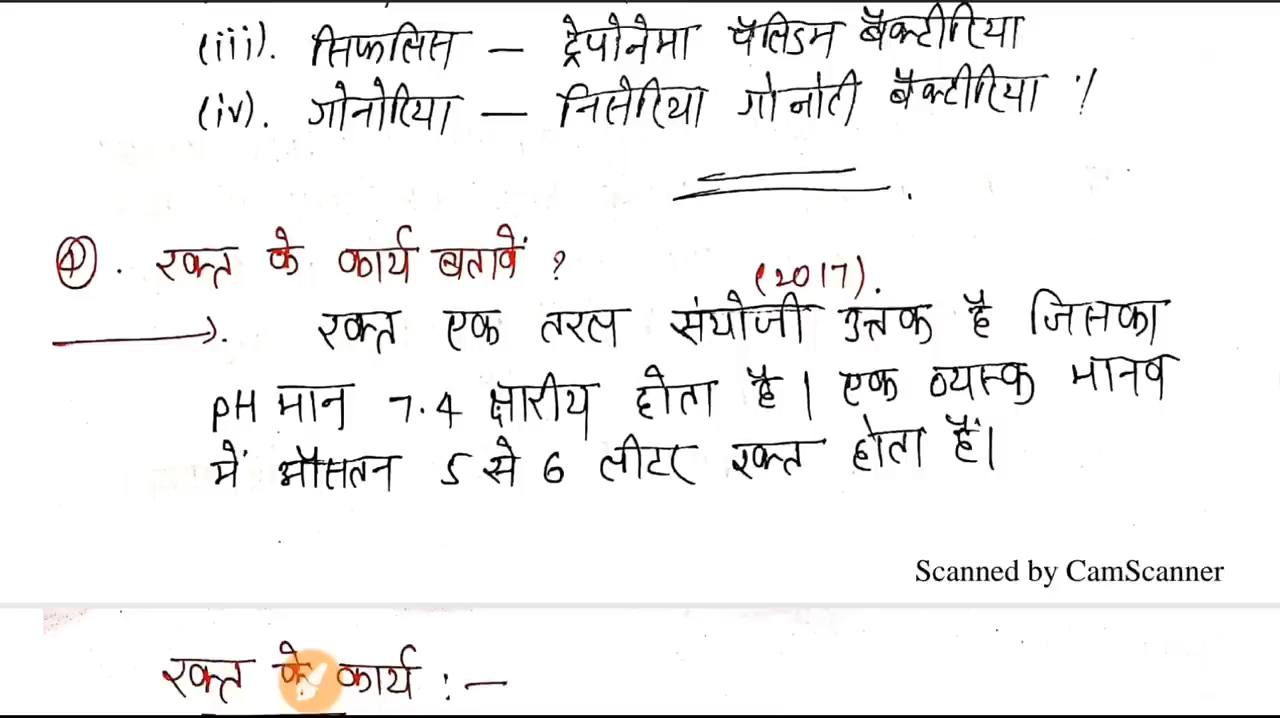 (iii). सिफलिस — ट्रेपोनेमा पैलिडम बैक्टीरिया
(iv). गोनोरिया — निसेरिया गोनोटी बैक्टीरिया ।
④. रक्त के कार्य बतावें ?
(2017).
→. रक्त एक तरल संयोजी उत्तक है जिसका
PH मान 7.4 क्षारीय होता है । एक व्यस्क मानव
में औसतन 5 से 6 लीटर रक्त होता हैं।
Scanned by CamScanner
रक्त के कार्य : —